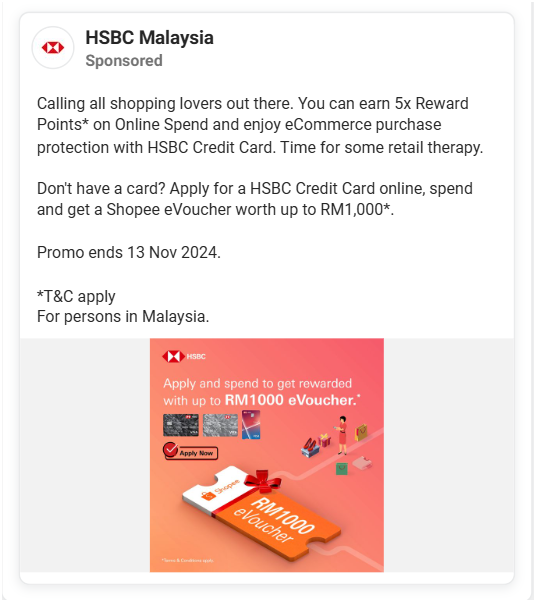 HSBC Malaysia
Sponsored
Calling all shopping lovers out there. You can earn 5x Reward
Points* on Online Spend and enjoy eCommerce purchase
protection with HSBC Credit Card. Time for some retail therapy.
Don't have a card? Apply for a HSBC Credit Card online, spend
and get a Shopee eVoucher worth up to RM1,000*.
Promo ends 13 Nov 2024.
*T&C apply
For persons in Malaysia.
HSBC
Apply and spend to get rewarded
with up to RM1000 eVoucher.*
VISA
VISA
Apply Now
Shopee
RM1000
eVoucher
*Terms & Conditions apply.